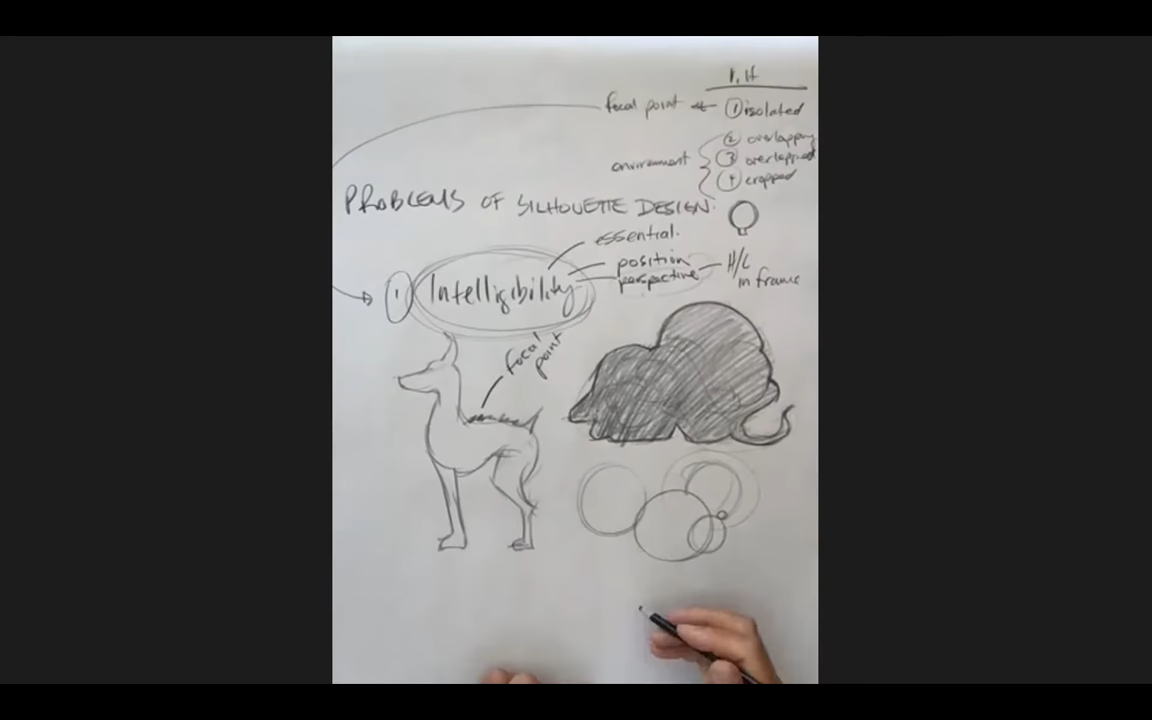 focal point ← ① isolated
② overlapping
environment ③ overlapped
④ cropped
PROBLEMS OF SILHOUETTE DESIGN:
essential.
position
perspective – H/L
in frame
① Intelligibility
focal
point